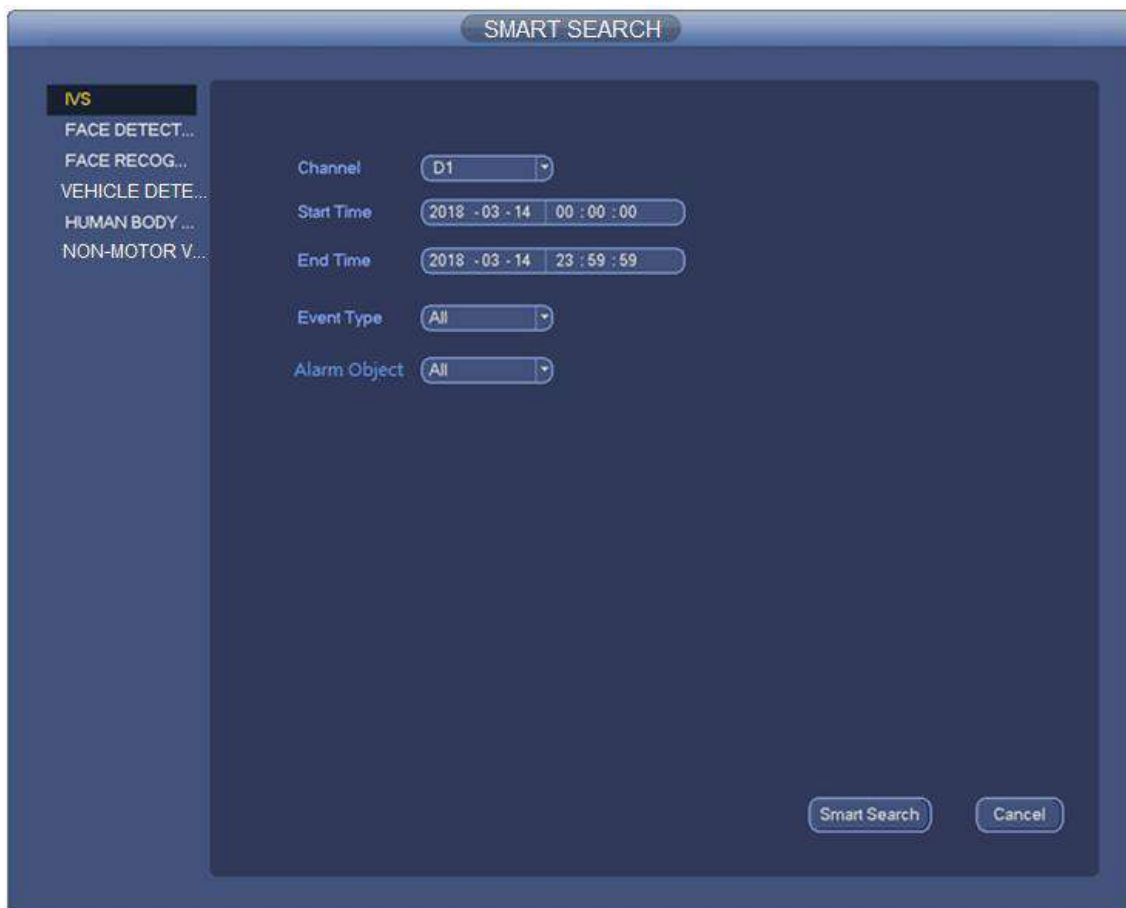 SMART SEARCH
IVS
FACE DETECT...
FACE RECOG...
VEHICLE DETE...
HUMAN BODY ...
NON-MOTOR V...
Channel D1
Start Time 2018 - 03 - 14 00 : 00 : 00
End Time 2018 - 03 - 14 23 : 59 : 59
Event Type All
Alarm Object All
Smart Search Cancel